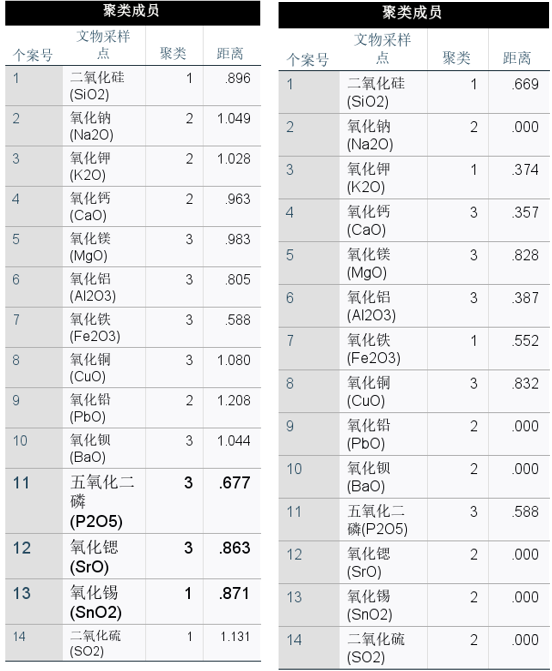 聚类成员
个案号 文物采样点 聚类 距离
1 二氧化硅 1 .896
(SiO2)
2 氧化钠 2 1.049
(Na2O)
3 氧化钾 2 1.028
(K2O)
4 氧化钙 2 .963
(CaO)
5 氧化镁 3 .983
(MgO)
6 氧化铝 3 .805
(Al2O3)
7 氧化铁 3 .588
(Fe2O3)
8 氧化铜 3 1.080
(CuO)
9 氧化铅 2 1.208
(PbO)
10 氧化钡 3 1.044
(BaO)
11 五氧化二 3 .677
磷
(P2O5)
12 氧化锶 3 .863
(SrO)
13 氧化锡 1 .871
(SnO2)
14 二氧化硫 1 1.131
(SO2)
聚类成员
个案号 文物采样点 聚类 距离
1 二氧化硅 1 .669
(SiO2)
2 氧化钠 2 .000
(Na2O)
3 氧化钾 1 .374
(K2O)
4 氧化钙 3 .357
(CaO)
5 氧化镁 3 .828
(MgO)
6 氧化铝 3 .387
(Al2O3)
7 氧化铁 1 .552
(Fe2O3)
8 氧化铜 3 .832
(CuO)
9 氧化铅 2 .000
(PbO)
10 氧化钡 2 .000
(BaO)
11 五氧化二 3 .588
磷(P2O5)
12 氧化锶 2 .000
(SrO)
13 氧化锡 2 .000
(SnO2)
14 二氧化硫 2 .000
(SO2)